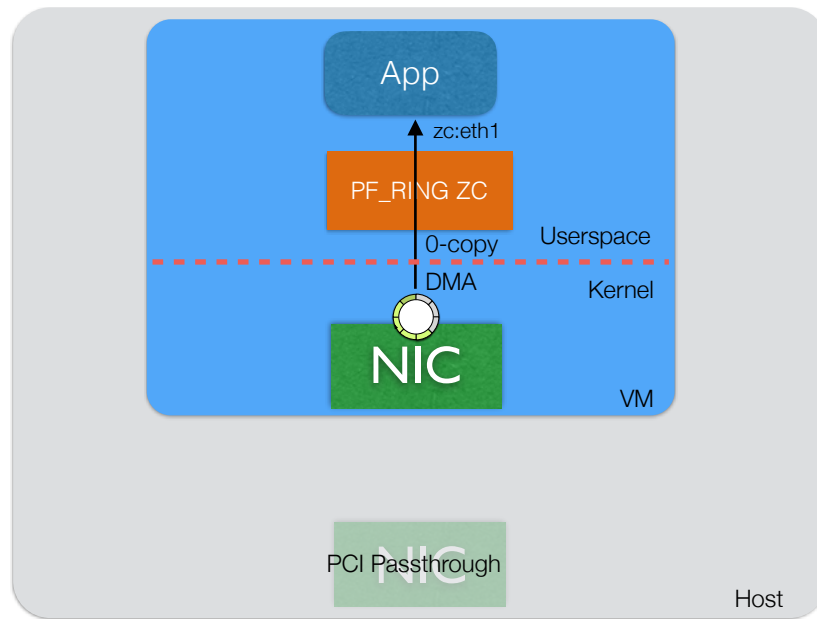 App
zc:eth1
PF_RING ZC
0-copy
Userspace
DMA
Kernel
NIC
VM
NIC
PCI Passthrough
Host